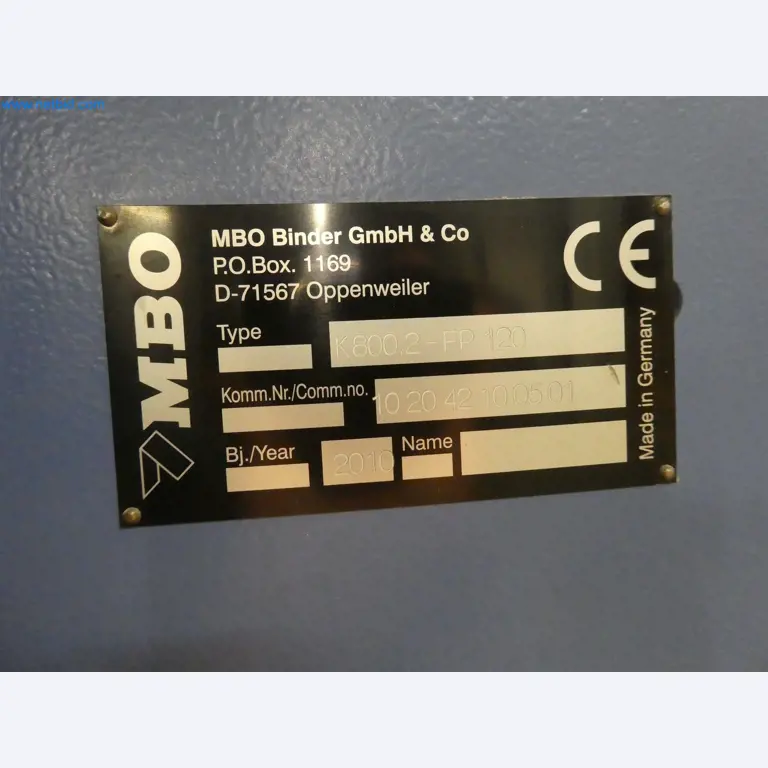 MBO
MBO Binder GmbH & Co
P.O.Box. 1169
D-71567 Oppenweiler
CE
Type K800.2-FP 120
Komm.Nr./Comm.no. 10 20 42 10/05/01
Bj./Year 2010 Name
Made in Germany